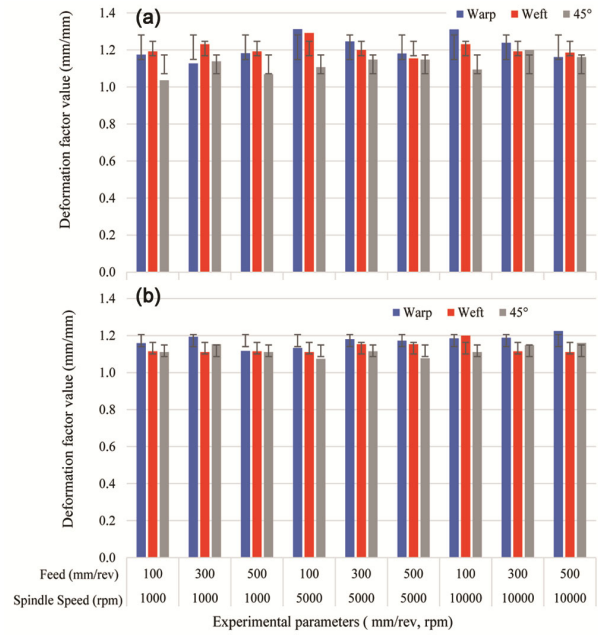 (a)
Warp Weft 45°
Deformation factor value (mm/mm)
1.4
1.2
1.0
0.8
0.6
0.4
0.2
0.0
(b)
Warp Weft 45°
Deformation factor value (mm/mm)
1.4
1.2
1.0
0.8
0.6
0.4
0.2
0.0
Feed (mm/rev) 100 300 500 100 300 500 100 300 500
Spindle Speed (rpm) 1000 1000 1000 5000 5000 5000 10000 10000 10000
Experimental parameters ( mm/rev, rpm)